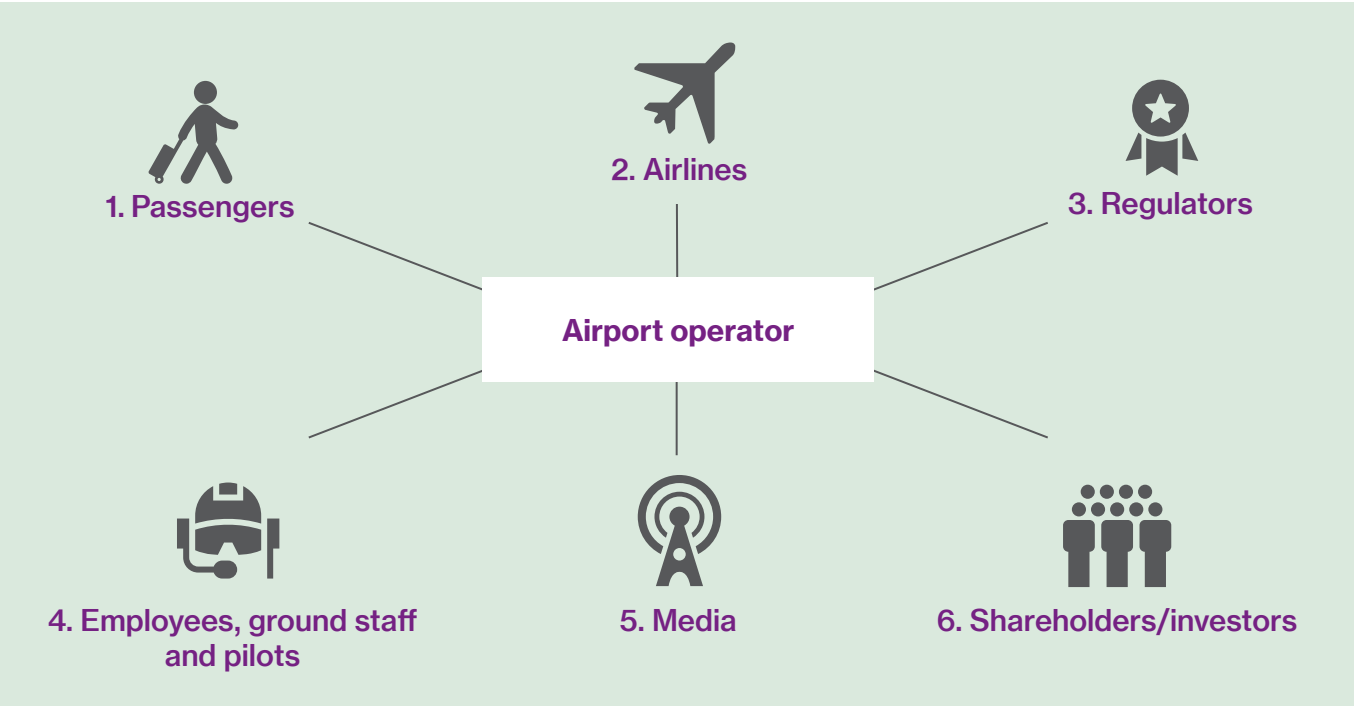 1. Passengers
2. Airlines
3. Regulators
Airport operator
4. Employees, ground staff
and pilots
5. Media
6. Shareholders/investors